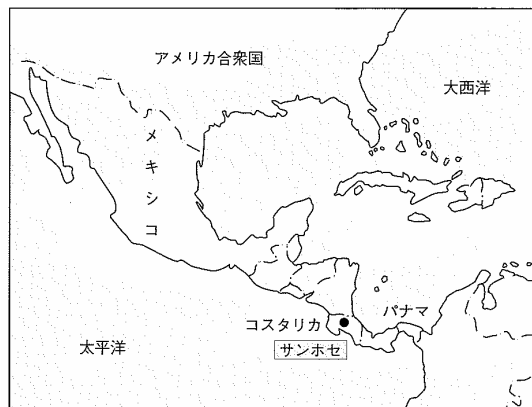 アメリカ合衆国
大西洋
メキシコ
コスタリカ
パナマ
サンホセ
太平洋